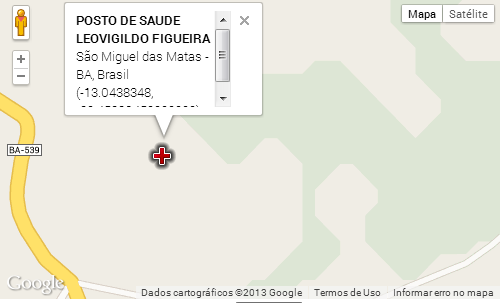 POSTO DE SAUDE
LEOVIGILDO FIGUEIRA
São Miguel das Matas -
BA, Brasil
(-13.0438348,
Mapa
Satélite
BA-539
Google
Dados cartográficos ©2013 Google
Termos de Uso
Informar erro no mapa